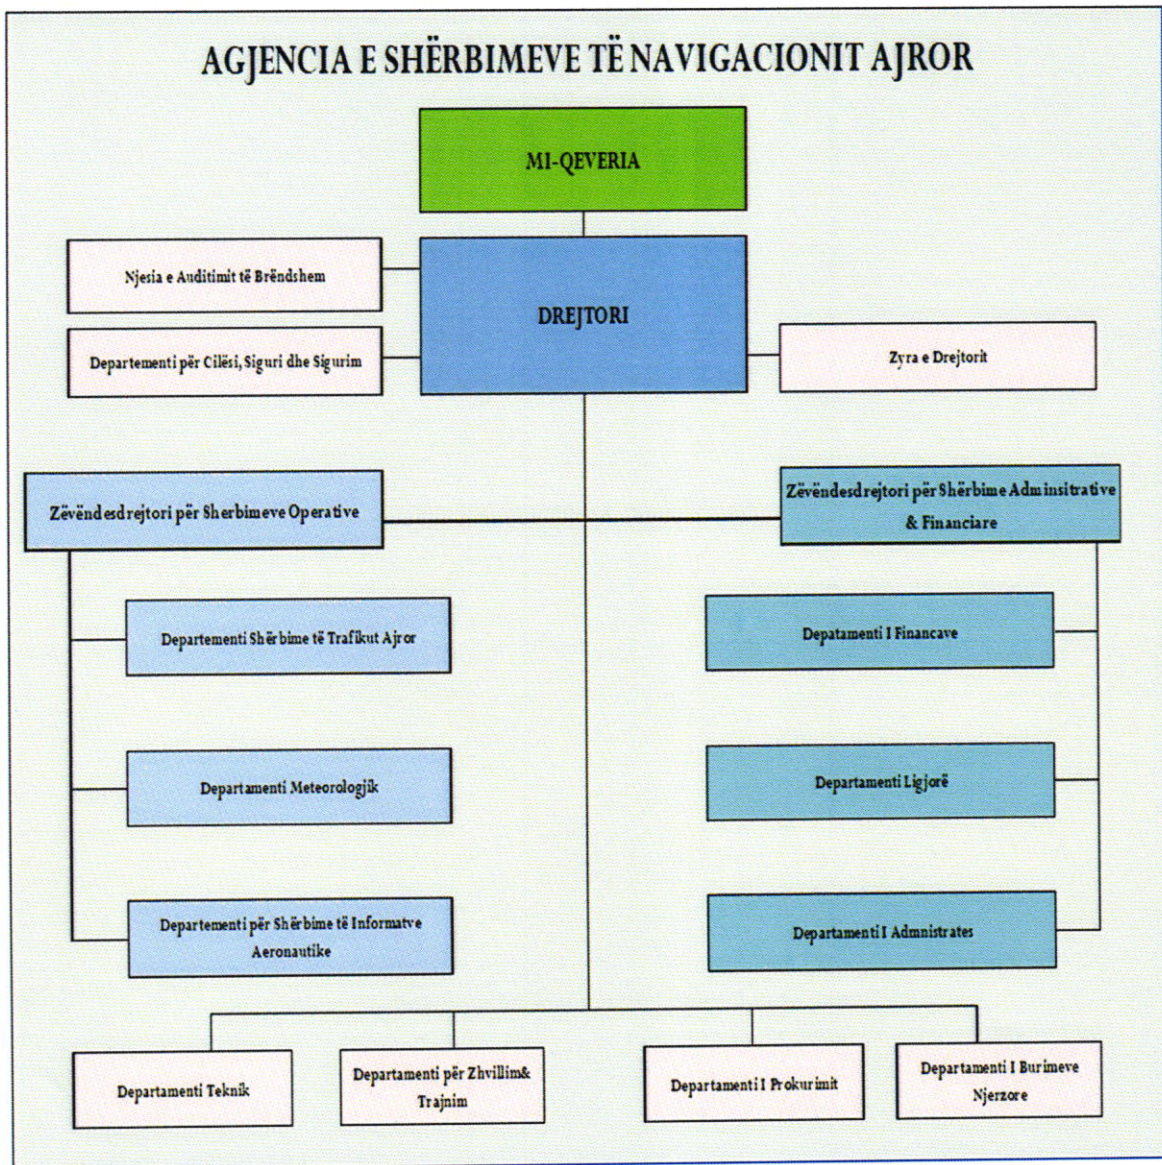 AGJENCIA E SHËRBIMEVE TË NAVIGACIONIT AJROR
MI-QEVERIA
Njesia e Auditimit të Brëndshem
DREJTORI
Departementi për Cilësi, Siguri dhe Sigurim
Zyra e Drejtorit
Zëvëndesdrejtori për Sherbimeve Operative
Zëvëndesdrejtori për Shërbime Adminsitrative
& Financiare
Departementi Shërbime të Trafikut Ajror
Depatamenti I Financave
Departamenti Meteorologjik
Departamenti Ligjorë
Departementi për Shërbime të Informatve
Aeronautike
Departamenti I Admnistrates
Departamenti Teknik
Departamenti për Zhvillim&
Trajnim
Departamenti I Prokurimit
Departamenti I Burimeve
Njerzore